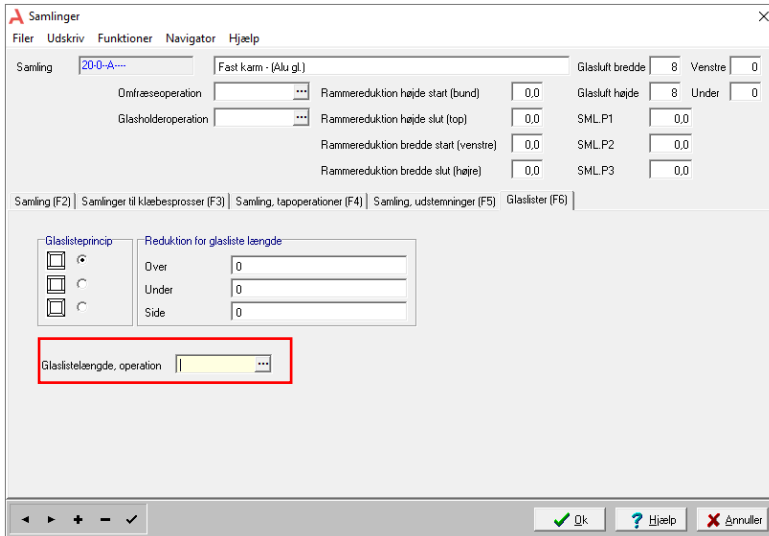 Samlinger
Filer Udskriv Funktioner Navigator Hjælp
Samling 20-0--A---- Fast karm - (Alu gl.) Glasluft bredde 8 Venstre 0
Omfræseoperation ... Rammereduktion højde start (bund) 0,0 Glasluft højde 8 Under 0
Glasholderoperation ... Rammereduktion højde slut (top) 0,0 SML.P1 0,0
Rammereduktion bredde start (venstre) 0,0 SML.P2 0,0
Rammereduktion bredde slut (højre) 0,0 SML.P3 0,0
Samling (F2) Samlinger til klæbesprosser (F3) Samling, tapoperationer (F4) Samling, udstemninger (F5) Glaslister (F6)
Glaslisteprincip Reduktion for glasliste længde
Over 0
Under 0
Side 0
Glaslistelængde, operation ...
Ok Hjælp Annuller